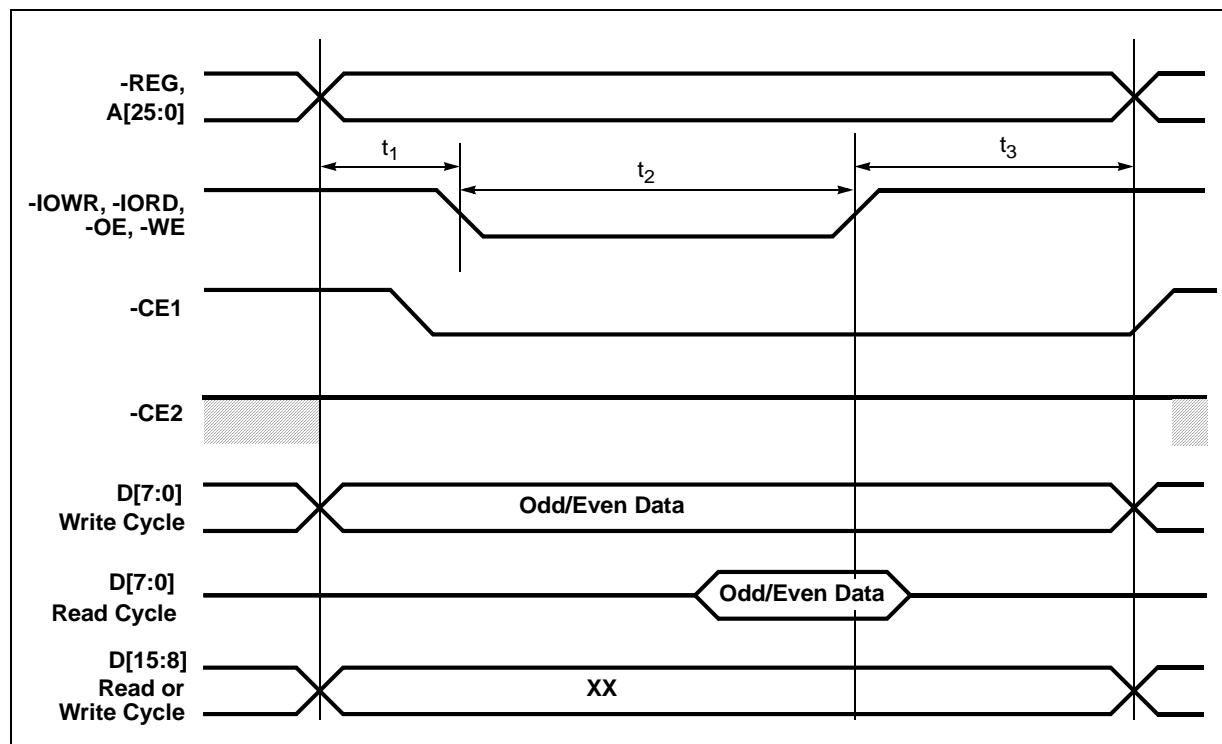 -REG,
A[25:0]
t1
t2
t3
-IOWR, -IORD,
-OE, -WE
-CE1
-CE2
D[7:0]
Write Cycle
Odd/Even Data
D[7:0]
Read Cycle
Odd/Even Data
D[15:8]
Read or
Write Cycle
XX